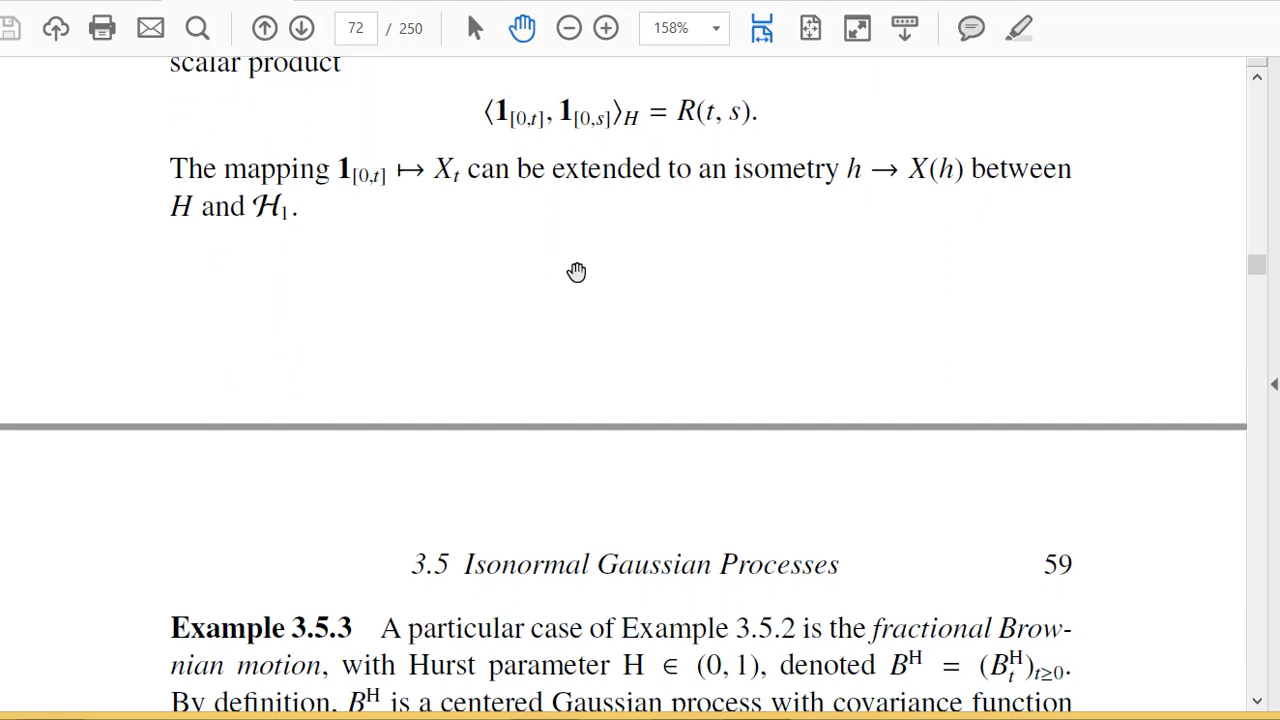 72 / 250 158%
scalar product
⟨𝟏[0,t], 𝟏[0,s]⟩H = R(t, s).
The mapping 𝟏[0,t] ↦ Xt can be extended to an isometry h → X(h) between
H and ℋ1.
3.5 Isonormal Gaussian Processes 59
Example 3.5.3 A particular case of Example 3.5.2 is the fractional Brow-
nian motion, with Hurst parameter H ∈ (0, 1), denoted B^H = (B_t^H)_{t≥0}.
By definition, B^H is a centered Gaussian process with covariance function